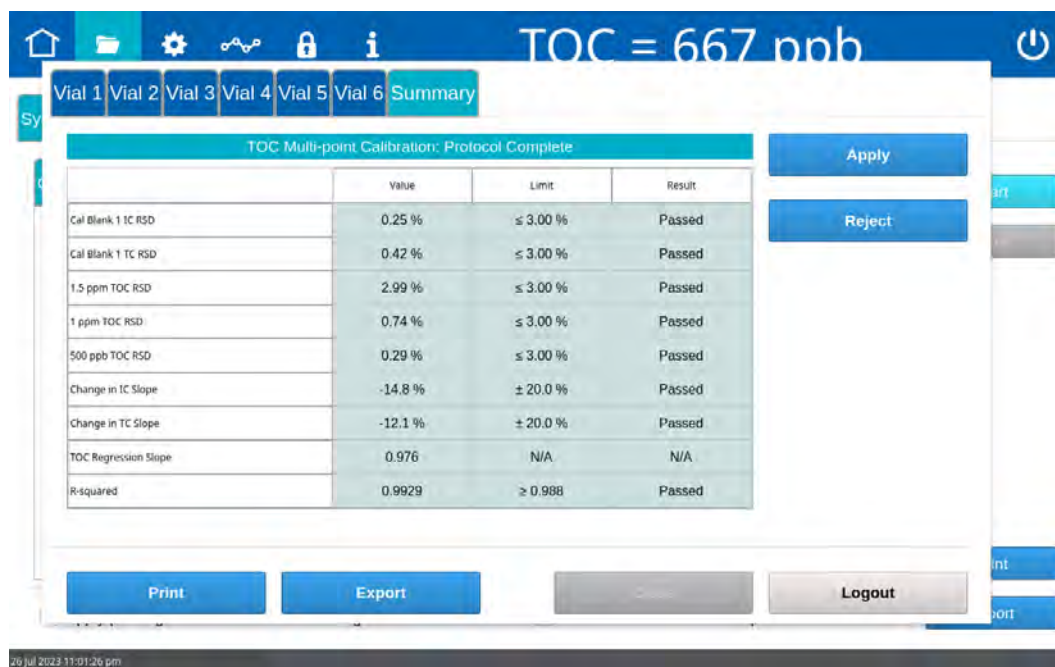 TOC = 667 ppb
Vial 1 Vial 2 Vial 3 Vial 4 Vial 5 Vial 6 Summary
Sy
TOC Multi-point Calibration: Protocol Complete
Apply
Value Limit Result
Cal Blank 1 IC RSD 0.25 % ≤ 3.00 % Passed
Reject
Cal Blank 1 TC RSD 0.42 % ≤ 3.00 % Passed
1.5 ppm TOC RSD 2.99 % ≤ 3.00 % Passed
1 ppm TOC RSD 0.74 % ≤ 3.00 % Passed
500 ppb TOC RSD 0.29 % ≤ 3.00 % Passed
Change in IC Slope -14.8 % ± 20.0 % Passed
Change in TC Slope -12.1 % ± 20.0 % Passed
TOC Regression Slope 0.976 N/A N/A
R-squared 0.9929 ≥ 0.988 Passed
Print Export Logout
26 Jul 2023 11:01:26 pm